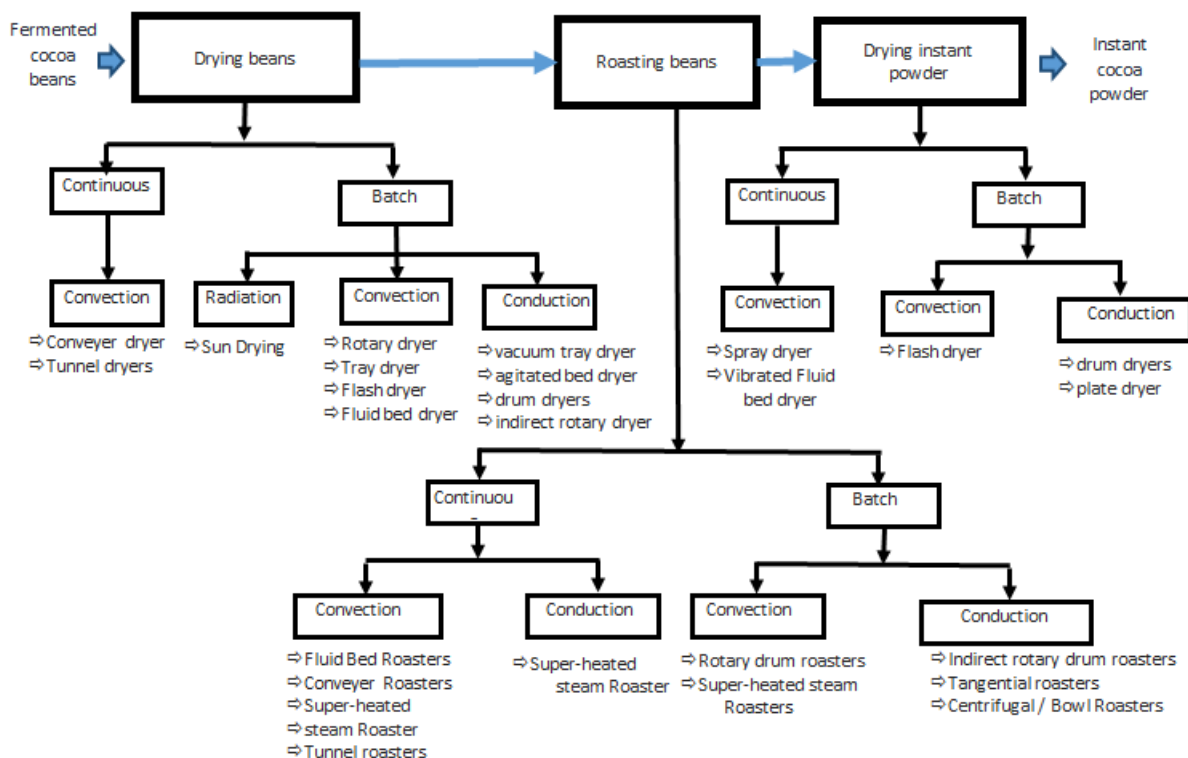 Fermented
cocoa
beans
Drying beans
Roasting beans
Drying instant
powder
Instant
cocoa
powder
Continuous
Batch
Continuous
Batch
Convection
Radiation
Convection
Conduction
Convection
Convection
Conduction
⇨Conveyer dryer
⇨Tunnel dryers
⇨Sun Drying
⇨Rotary dryer
⇨Tray dryer
⇨Flash dryer
⇨Fluid bed dryer
⇨vacuum tray dryer
⇨agitated bed dryer
⇨drum dryers
⇨indirect rotary dryer
⇨Spray dryer
⇨Vibrated Fluid
bed dryer
⇨Flash dryer
⇨drum dryers
⇨plate dryer
Continuou
Batch
Convection
Conduction
Convection
Conduction
⇨Fluid Bed Roasters
⇨Conveyer Roasters
⇨Super-heated
⇨steam Roaster
⇨Tunnel roasters
⇨Super-heated
steam Roaster
⇨Rotary drum roasters
⇨Super-heated steam
Roasters
⇨Indirect rotary drum roasters
⇨Tangential roasters
⇨Centrifugal / Bowl Roasters